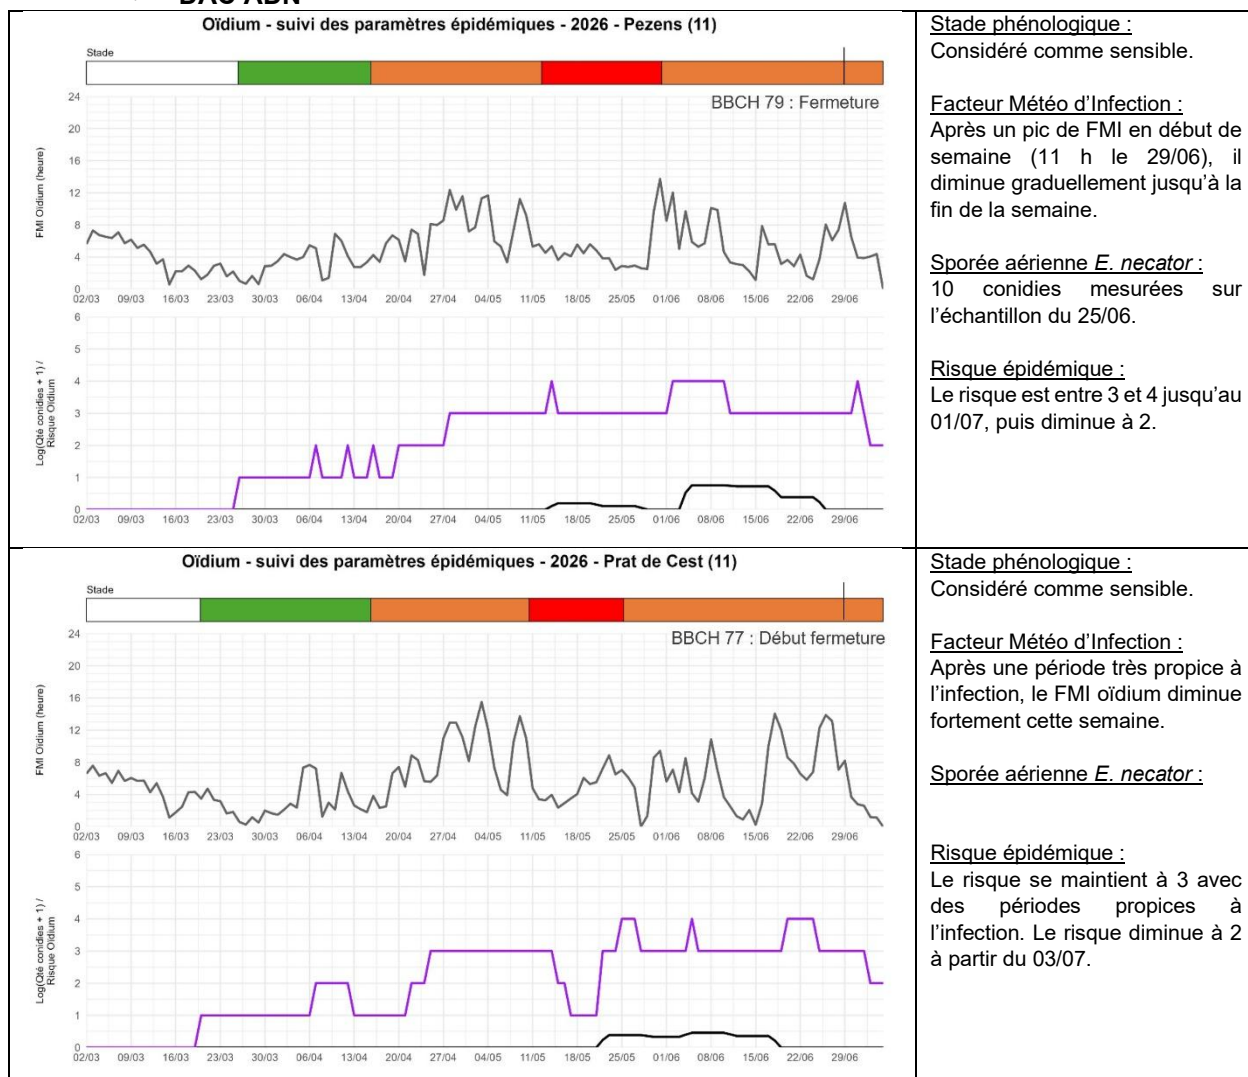 BAC ADN
Oïdium - suivi des paramètres épidémiques - 2026 - Pezens (11)
Stade
BBCH 79 : Fermeture
FMI Oïdium (heure)
24
20
16
12
8
4
0
02/03 09/03 16/03 23/03 30/03 06/04 13/04 20/04 27/04 04/05 11/05 18/05 25/05 01/06 08/06 15/06 22/06 29/06
Log(Qté conidies + 1) /
Risque Oïdium
6
5
4
3
2
1
0
02/03 09/03 16/03 23/03 30/03 06/04 13/04 20/04 27/04 04/05 11/05 18/05 25/05 01/06 08/06 15/06 22/06 29/06
Stade phénologique :
Considéré comme sensible.
Facteur Météo d'Infection :
Après un pic de FMI en début de
semaine (11 h le 29/06), il
diminue graduellement jusqu'à la
fin de la semaine.
Sporée aérienne E. necator :
10 conidies mesurées sur
l'échantillon du 25/06.
Risque épidémique :
Le risque est entre 3 et 4 jusqu'au
01/07, puis diminue à 2.
Oïdium - suivi des paramètres épidémiques - 2026 - Prat de Cest (11)
Stade
BBCH 77 : Début fermeture
FMI Oïdium (heure)
24
20
16
12
8
4
0
02/03 09/03 16/03 23/03 30/03 06/04 13/04 20/04 27/04 04/05 11/05 18/05 25/05 01/06 08/06 15/06 22/06 29/06
Log(Qté conidies + 1) /
Risque Oïdium
6
5
4
3
2
1
0
02/03 09/03 16/03 23/03 30/03 06/04 13/04 20/04 27/04 04/05 11/05 18/05 25/05 01/06 08/06 15/06 22/06 29/06
Stade phénologique :
Considéré comme sensible.
Facteur Météo d'Infection :
Après une période très propice à
l'infection, le FMI oïdium diminue
fortement cette semaine.
Sporée aérienne E. necator :
Risque épidémique :
Le risque se maintient à 3 avec
des périodes propices à
l'infection. Le risque diminue à 2
à partir du 03/07.